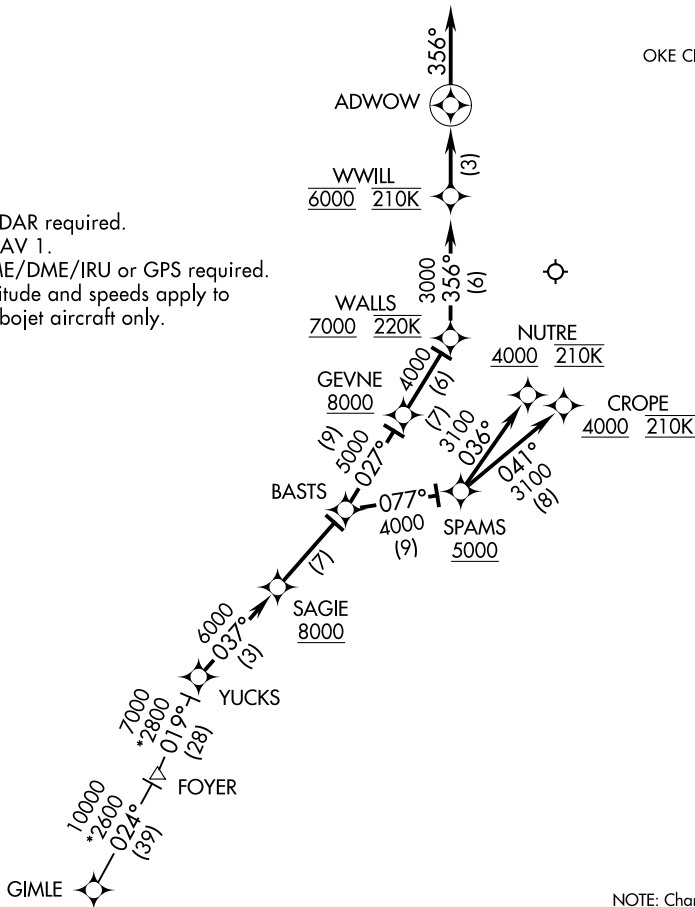 356°
OKE C
ADWOW
(3)
WWILL
6000 210K
DAR required.
AV 1.
ME/DME/IRU or GPS required.
itude and speeds apply to
bojet aircraft only.
3000
356°
(6)
WALLS
7000 220K
NUTRE
4000 210K
GEVNE
8000
4000
(6)
CROPE
4000 210K
(7)
3100
036°
(9)
5000
027°
041°
3100
(8)
BASTS
077°
4000
(9)
SPAMS
5000
(7)
SAGIE
8000
6000
037°
(3)
YUCKS
7000
*2800
019°
(28)
FOYER
10000
*2600
024°
(39)
GIMLE
NOTE: Char